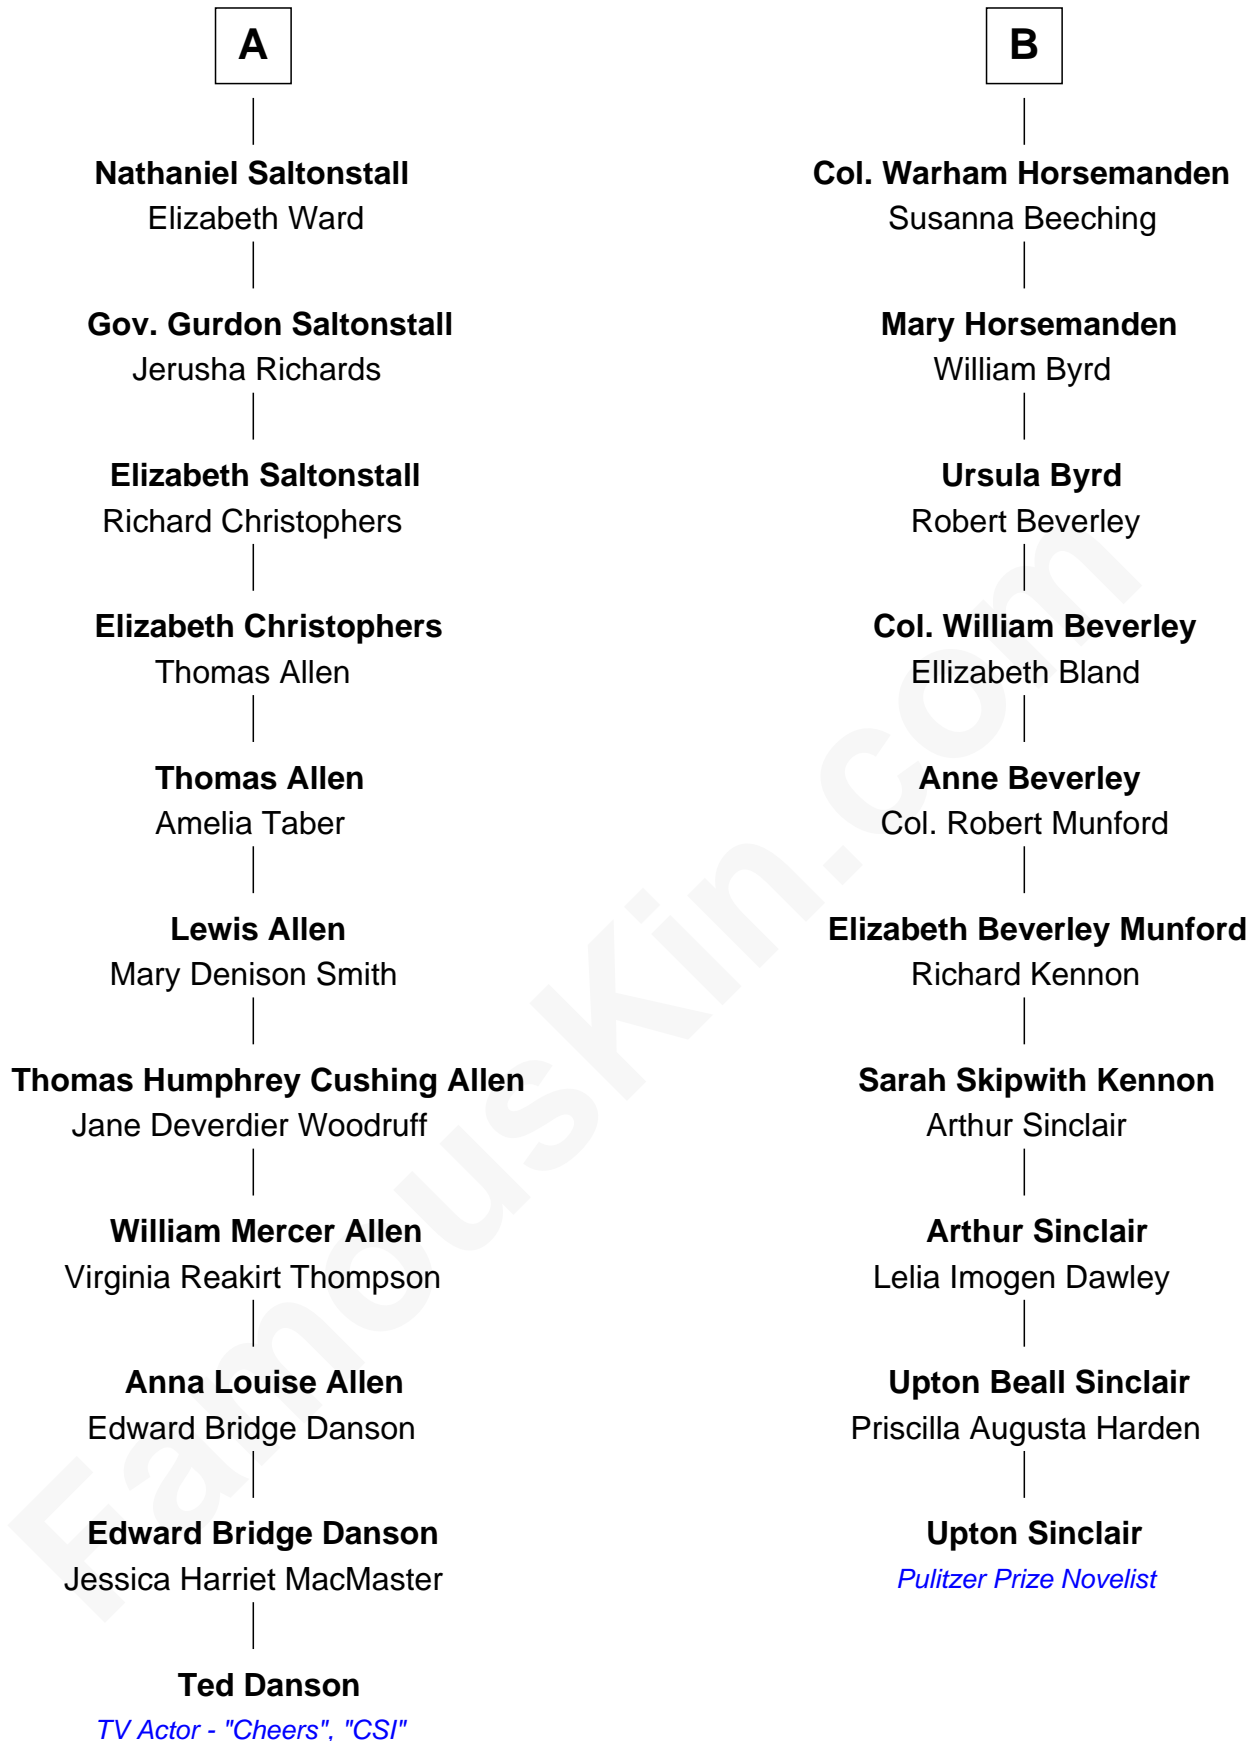 A
Nathaniel Saltonstall
Elizabeth Ward
Gov. Gurdon Saltonstall
Jerusha Richards
Elizabeth Saltonstall
Richard Christophers
Elizabeth Christophers
Thomas Allen
Thomas Allen
Amelia Taber
Lewis Allen
Mary Denison Smith
Thomas Humphrey Cushing Allen
Jane Deverdier Woodruff
William Mercer Allen
Virginia Reakirt Thompson
Anna Louise Allen
Edward Bridge Danson
Edward Bridge Danson
Jessica Harriet MacMaster
Ted Danson
TV Actor - "Cheers", "CSI"
B
Col. Warham Horsemanden
Susanna Beeching
Mary Horsemanden
William Byrd
Ursula Byrd
Robert Beverley
Col. William Beverley
Ellizabeth Bland
Anne Beverley
Col. Robert Munford
Elizabeth Beverley Munford
Richard Kennon
Sarah Skipwith Kennon
Arthur Sinclair
Arthur Sinclair
Lelia Imogen Dawley
Upton Beall Sinclair
Priscilla Augusta Harden
Upton Sinclair
Pulitzer Prize Novelist
FamousKin.com